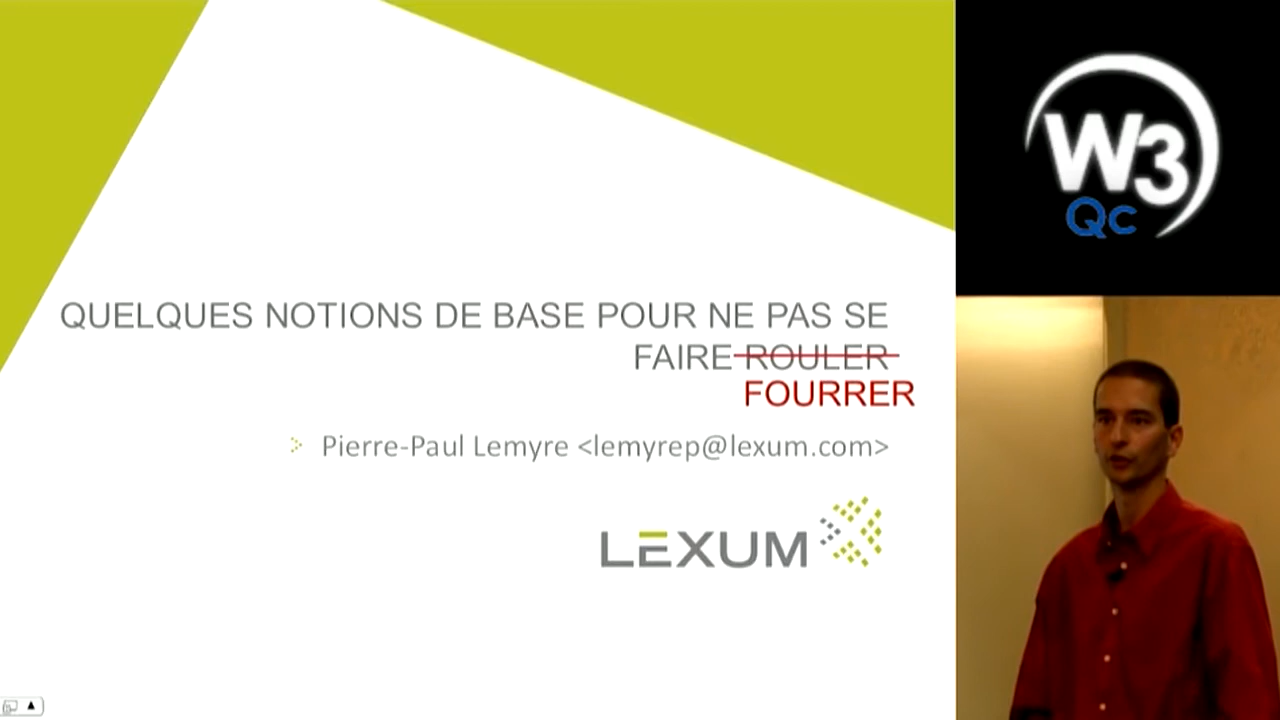 QUELQUES NOTIONS DE BASE POUR NE PAS SE
FAIRE ROULER
FOURRER
Pierre-Paul Lemyre <lemyrep@lexum.com>
LEXUM
W3
Qc